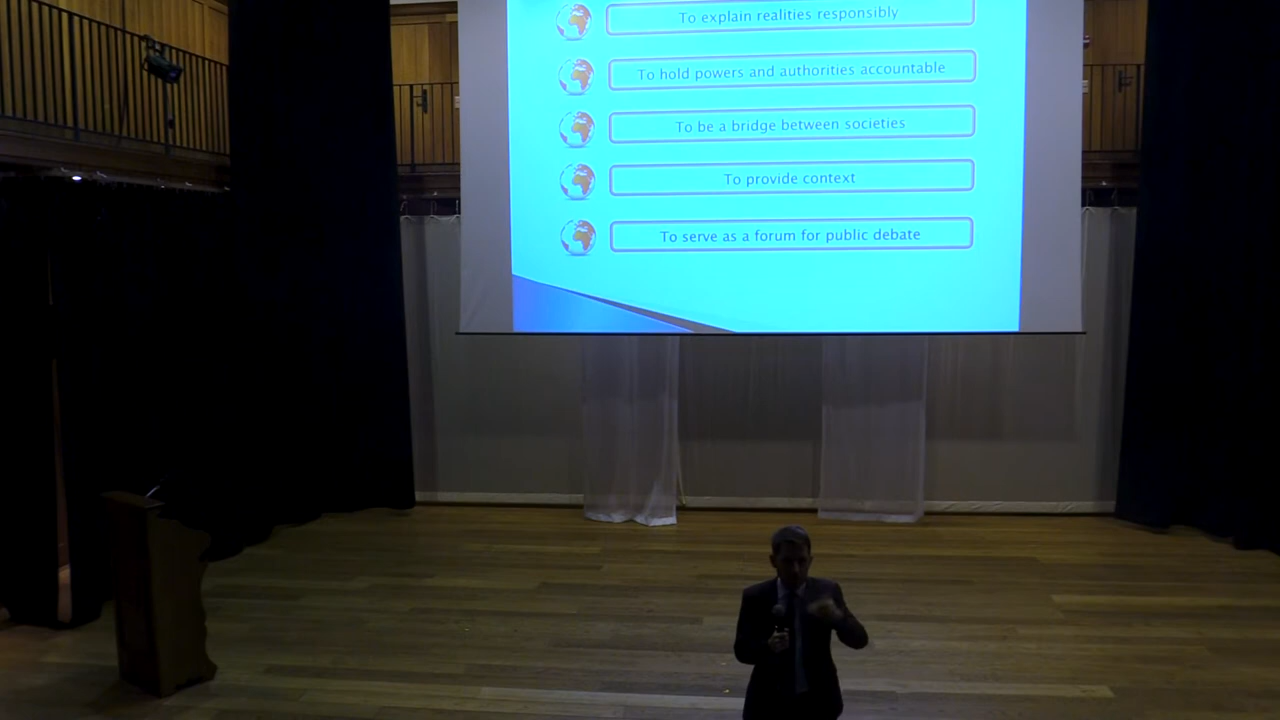 To explain realities responsibly
To hold powers and authorities accountable
To be a bridge between societies
To provide context
To serve as a forum for public debate